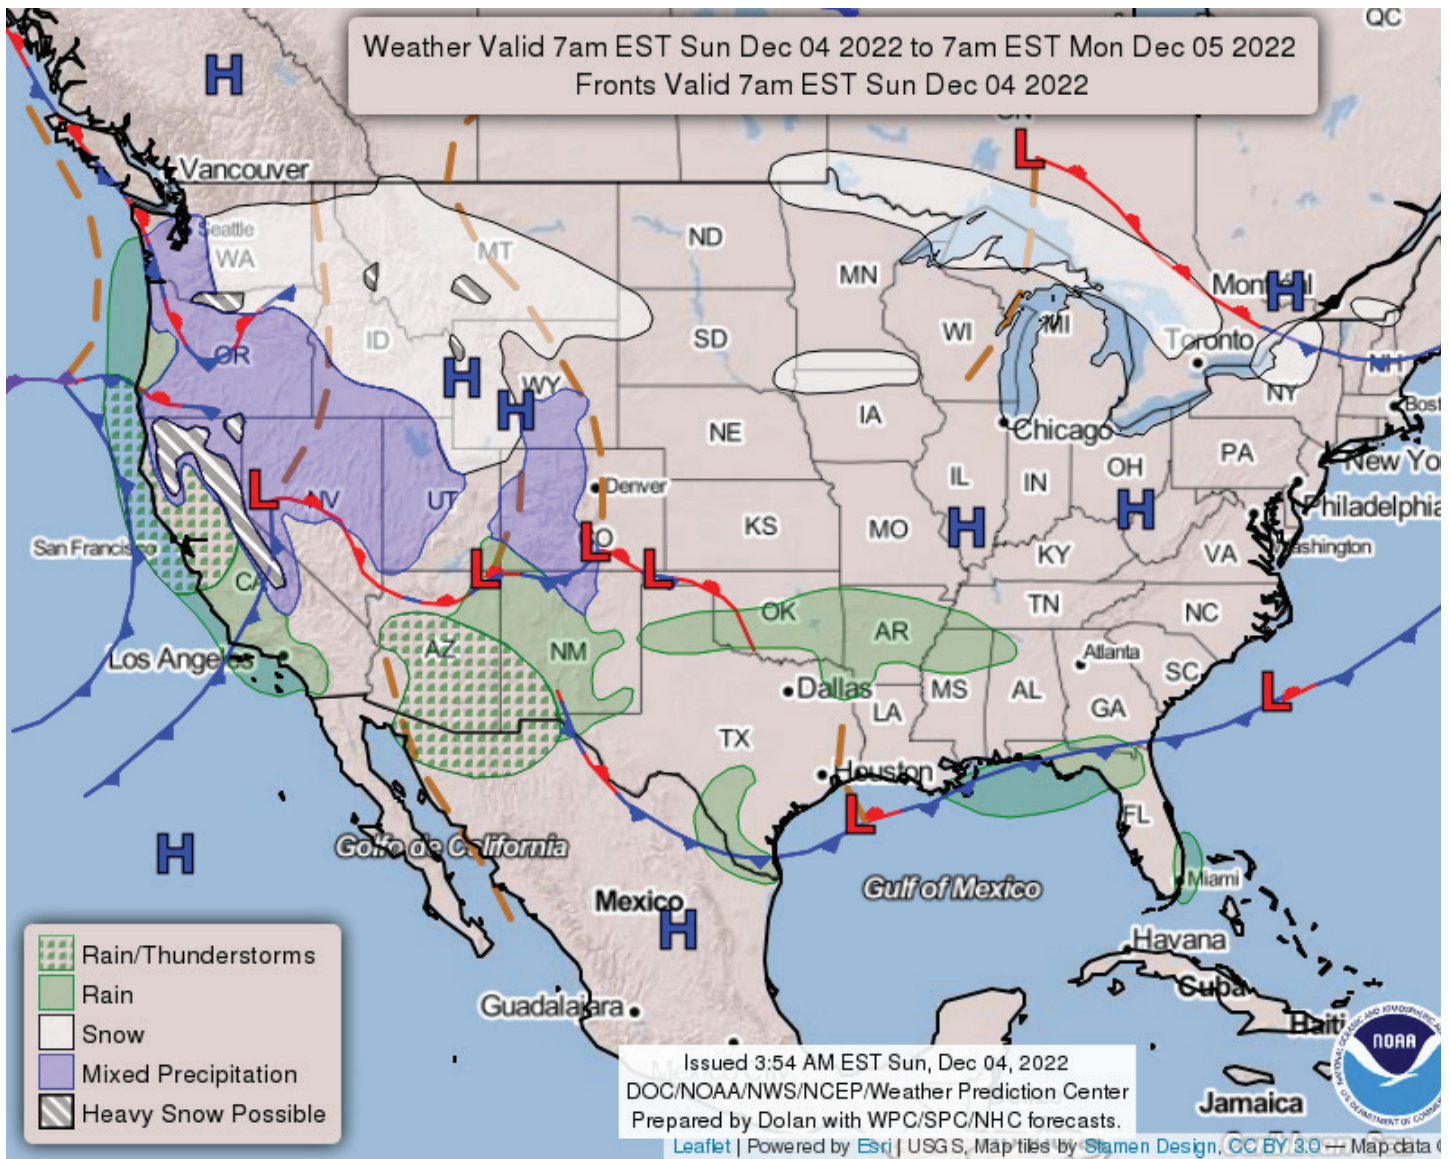 QC
Weather Valid 7am EST Sun Dec 04 2022 to 7am EST Mon Dec 05 2022
Fronts Valid 7am EST Sun Dec 04 2022
H
L
Vancouver
Seattle
WA
MT
ND
MN
Montréal
H
OR
ID
SD
WI
MI
Toronto
NH
H
WY
H
IA
NY
Boston
NE
Chicago
PA
New York
L
NV
UT
Denver
IL
IN
OH
Philadelphia
H
H
KS
MO
San Francisco
L
CO
L
L
KY
VA
Washington
CA
OK
TN
NC
AR
Los Angeles
AZ
NM
Atlanta
SC
Dallas
MS
AL
L
LA
GA
TX
Houston
L
FL
H
Golfo de California
Gulf of Mexico
Miami
Mexico
H
Havana
Cuba
Guadalajara
Haiti
NOAA
Jamaica
Rain/Thunderstorms
Rain
Snow
Mixed Precipitation
Heavy Snow Possible
Issued 3:54 AM EST Sun, Dec 04, 2022
DOC/NOAA/NWS/NCEP/Weather Prediction Center
Prepared by Dolan with WPC/SPC/NHC forecasts.
Leaflet | Powered by Esri | USGS, Map tiles by Stamen Design, CC BY 3.0 — Map data ©